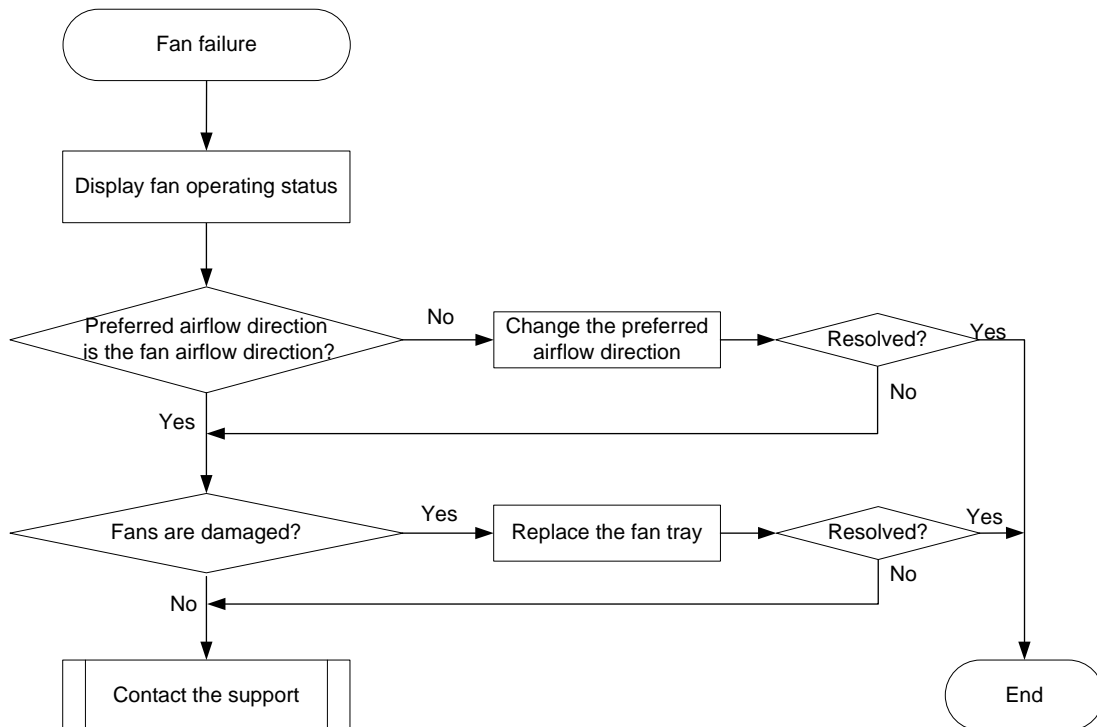 Fan failure
Display fan operating status
Preferred airflow direction
is the fan airflow direction?
No
Change the preferred
airflow direction
Resolved?
Yes
No
Yes
Fans are damaged?
Yes
Replace the fan tray
Resolved?
Yes
No
No
Contact the support
End